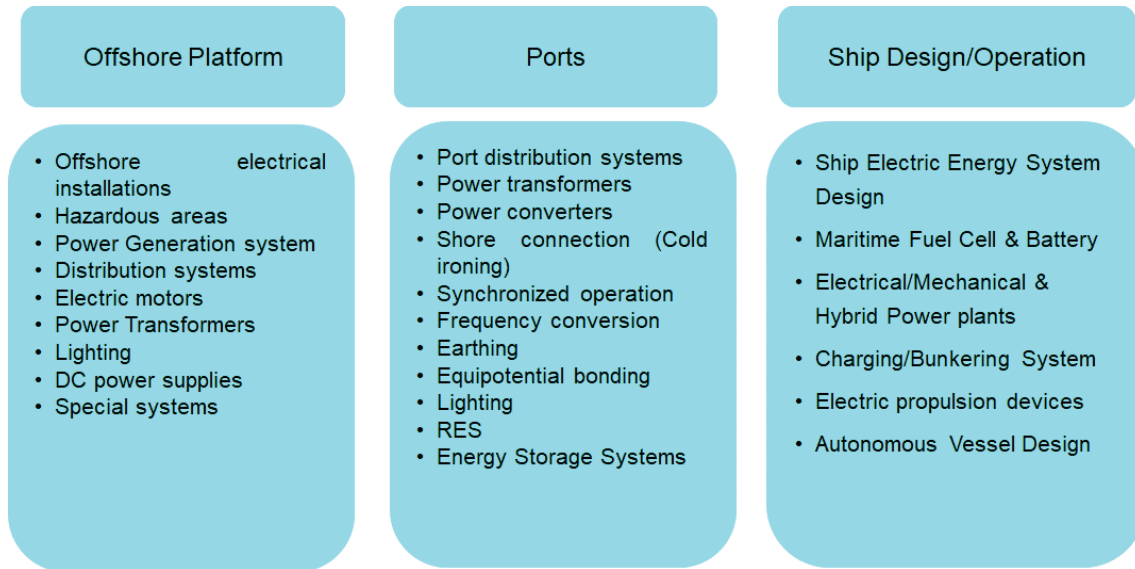 Offshore Platform
• Offshore electrical
installations
• Hazardous areas
• Power Generation system
• Distribution systems
• Electric motors
• Power Transformers
• Lighting
• DC power supplies
• Special systems
Ports
• Port distribution systems
• Power transformers
• Power converters
• Shore connection (Cold
ironing)
• Synchronized operation
• Frequency conversion
• Earthing
• Equipotential bonding
• Lighting
• RES
• Energy Storage Systems
Ship Design/Operation
• Ship Electric Energy System
Design
• Maritime Fuel Cell & Battery
• Electrical/Mechanical &
Hybrid Power plants
• Charging/Bunkering System
• Electric propulsion devices
• Autonomous Vessel Design